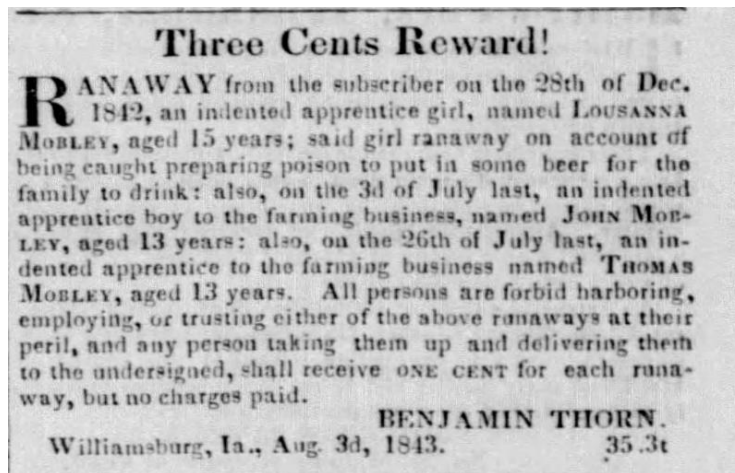 Three Cents Reward!
RANAWAY from the subscriber on the 28th of Dec.
1842, an indented apprentice girl, named LOUSANNA
MOBLEY, aged 15 years; said girl ranaway on account of
being caught preparing poison to put in some beer for the
family to drink: also, on the 3d of July last, an indented
apprentice boy to the farming business, named JOHN MOB-
LEY, aged 13 years: also, on the 26th of July last, an in-
dented apprentice to the farming business named THOMAS
MOBLEY, aged 13 years. All persons are forbid harboring,
employing, or trusting either of the above runaways at their
peril, and any person taking them up and delivering them
to the undersigned, shall receive ONE CENT for each runa-
way, but no charges paid.
BENJAMIN THORN.
Williamsburg, Ia., Aug. 3d, 1843. 35.3t